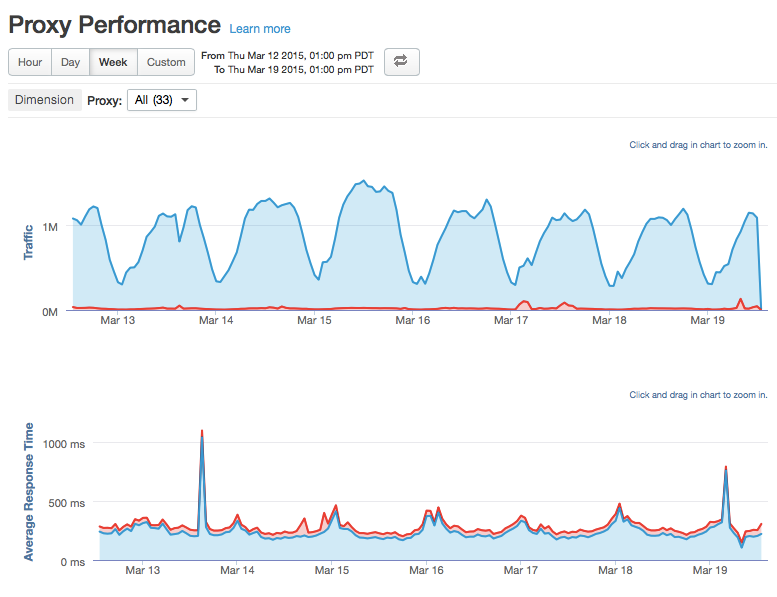 Proxy Performance Learn more
Hour Day Week Custom From Thu Mar 12 2015, 01:00 pm PDT
To Thu Mar 19 2015, 01:00 pm PDT
Dimension Proxy: All (33)
Click and drag in chart to zoom in.
Traffic
1M
0M
Mar 13 Mar 14 Mar 15 Mar 16 Mar 17 Mar 18 Mar 19
Click and drag in chart to zoom in.
Average Response Time
1000 ms
500 ms
0 ms
Mar 13 Mar 14 Mar 15 Mar 16 Mar 17 Mar 18 Mar 19